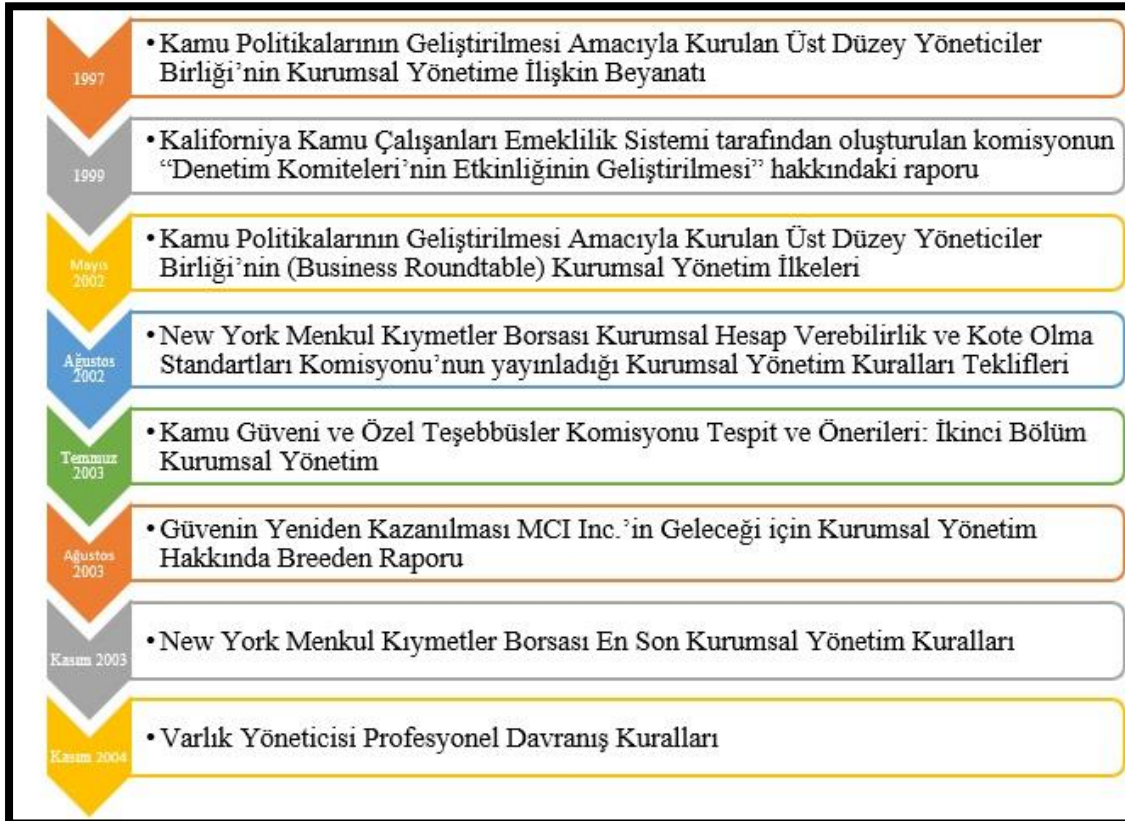 1997
• Kamu Politikalarının Geliştirilmesi Amacıyla Kurulan Üst Düzey Yöneticiler
Birliği’nin Kurumsal Yönetime İlişkin Beyanatı
1999
• Kaliforniya Kamu Çalışanları Emeklilik Sistemi tarafından oluşturulan komisyonun
“Denetim Komiteleri’nin Etkinliğinin Geliştirilmesi” hakkındaki raporu
Mayıs
2002
• Kamu Politikalarının Geliştirilmesi Amacıyla Kurulan Üst Düzey Yöneticiler
Birliği’nin (Business Roundtable) Kurumsal Yönetim İlkeleri
Ağustos
2002
• New York Menkul Kıymetler Borsası Kurumsal Hesap Verebilirlik ve Kote Olma
Standartları Komisyonu’nun yayınladığı Kurumsal Yönetim Kuralları Teklifleri
Temmuz
2003
• Kamu Güveni ve Özel Teşebbüsler Komisyonu Tespit ve Önerileri: İkinci Bölüm
Kurumsal Yönetim
Ağustos
2003
• Güvenin Yeniden Kazanılması MCI Inc.’in Geleceği için Kurumsal Yönetim
Hakkında Breeden Raporu
Kasım 2003
• New York Menkul Kıymetler Borsası En Son Kurumsal Yönetim Kuralları
Kasım 2004
• Varlık Yöneticisi Profesyonel Davranış Kuralları